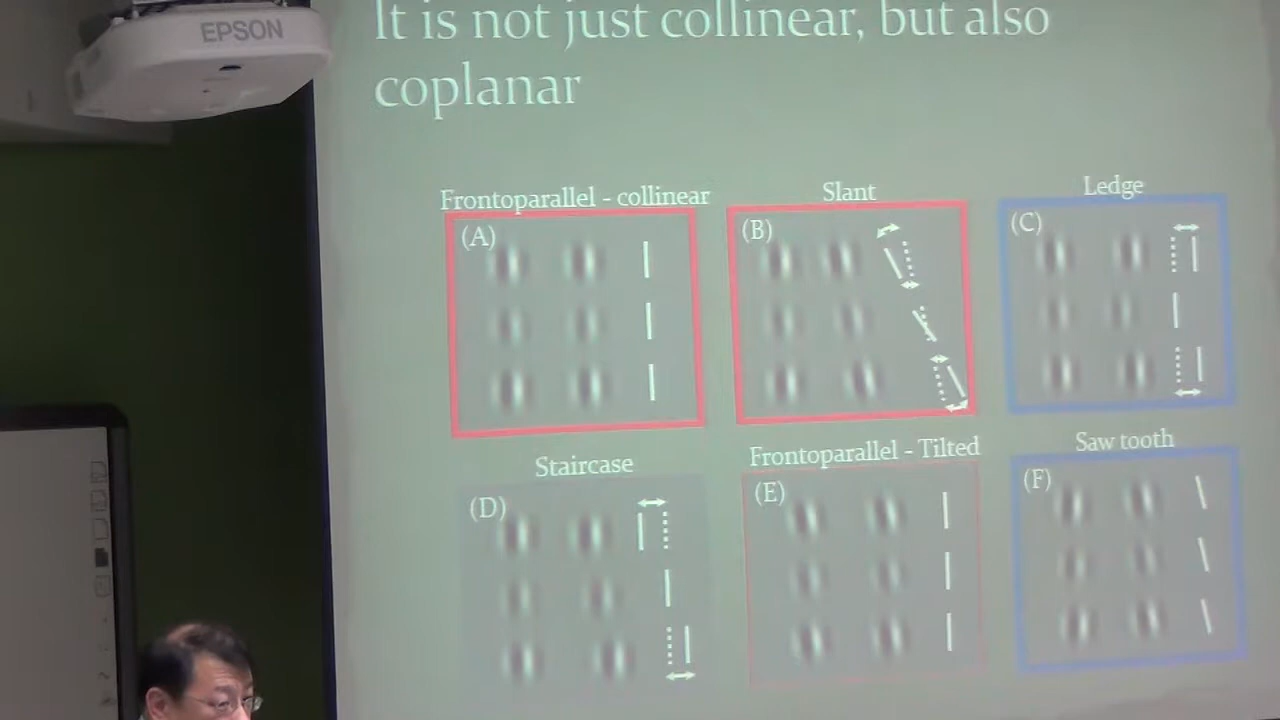 EPSON
It is not just collinear, but also
coplanar
Frontoparallel - collinear
Slant
Ledge
(A)
(B)
(C)
Staircase
Frontoparallel - Tilted
Saw tooth
(D)
(E)
(F)